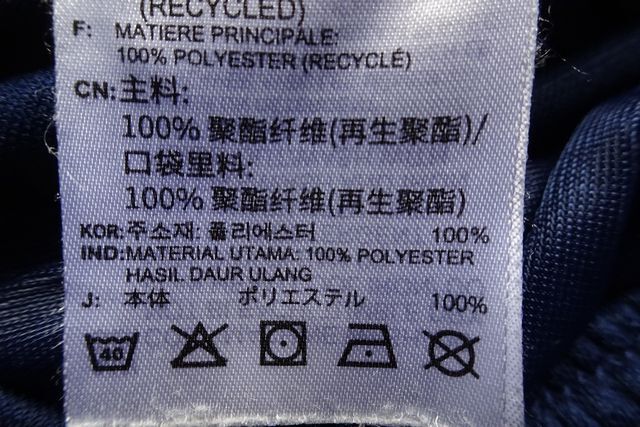 (RECYCLED)
F: MATIERE PRINCIPALE:
100% POLYESTER (RECYCLÉ)
CN: 主料:
100% 聚酯纤维(再生聚酯)/
口袋里料:
100% 聚酯纤维(再生聚酯)
KOR: 주소재: 폴리에스터 100%
IND: MATERIAL UTAMA: 100% POLYESTER
HASIL DAUR ULANG
J: 本体 ポリエステル 100%
40